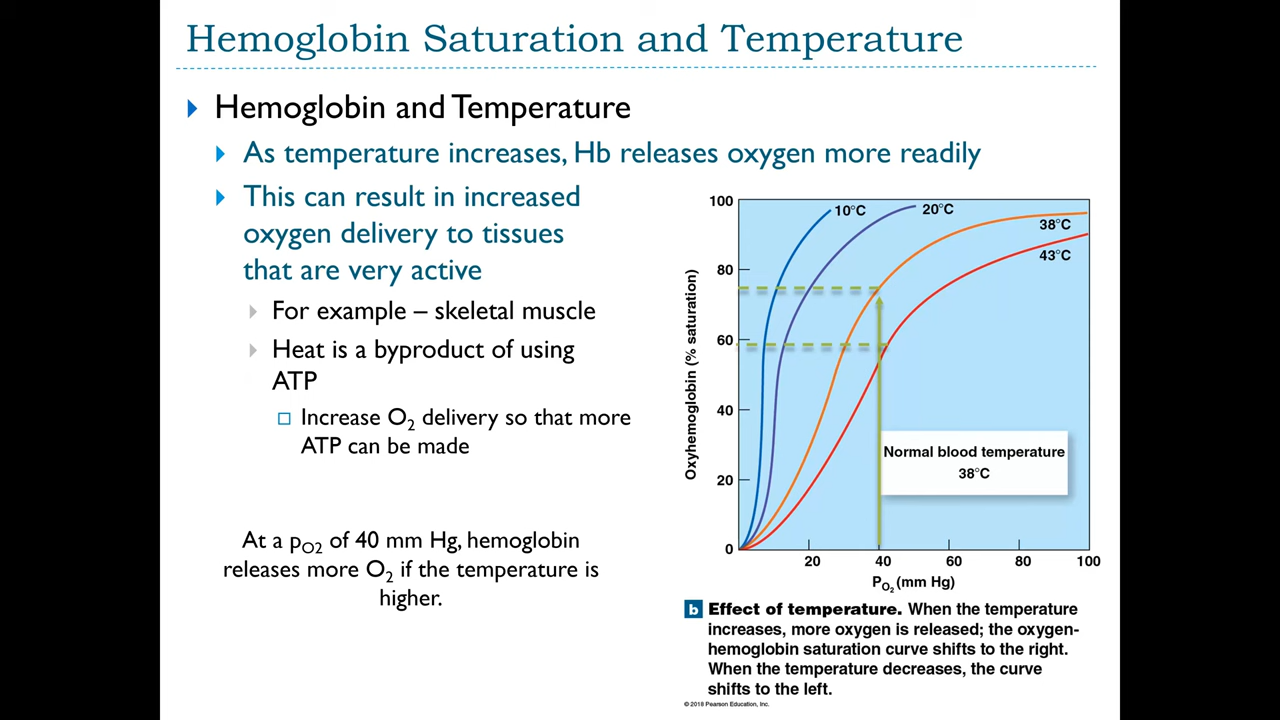 Hemoglobin Saturation and Temperature
Hemoglobin and Temperature
As temperature increases, Hb releases oxygen more readily
This can result in increased
oxygen delivery to tissues
that are very active
For example – skeletal muscle
Heat is a byproduct of using
ATP
Increase O₂ delivery so that more
ATP can be made
At a pO2 of 40 mm Hg, hemoglobin
releases more O₂ if the temperature is
higher.
Oxyhemoglobin (% saturation)
100
80
60
40
20
0
10°C
20°C
38°C
43°C
Normal blood temperature
38°C
20
40
60
80
100
PO2 (mm Hg)
b Effect of temperature. When the temperature
increases, more oxygen is released; the oxygen-
hemoglobin saturation curve shifts to the right.
When the temperature decreases, the curve
shifts to the left.
© 2018 Pearson Education, Inc.